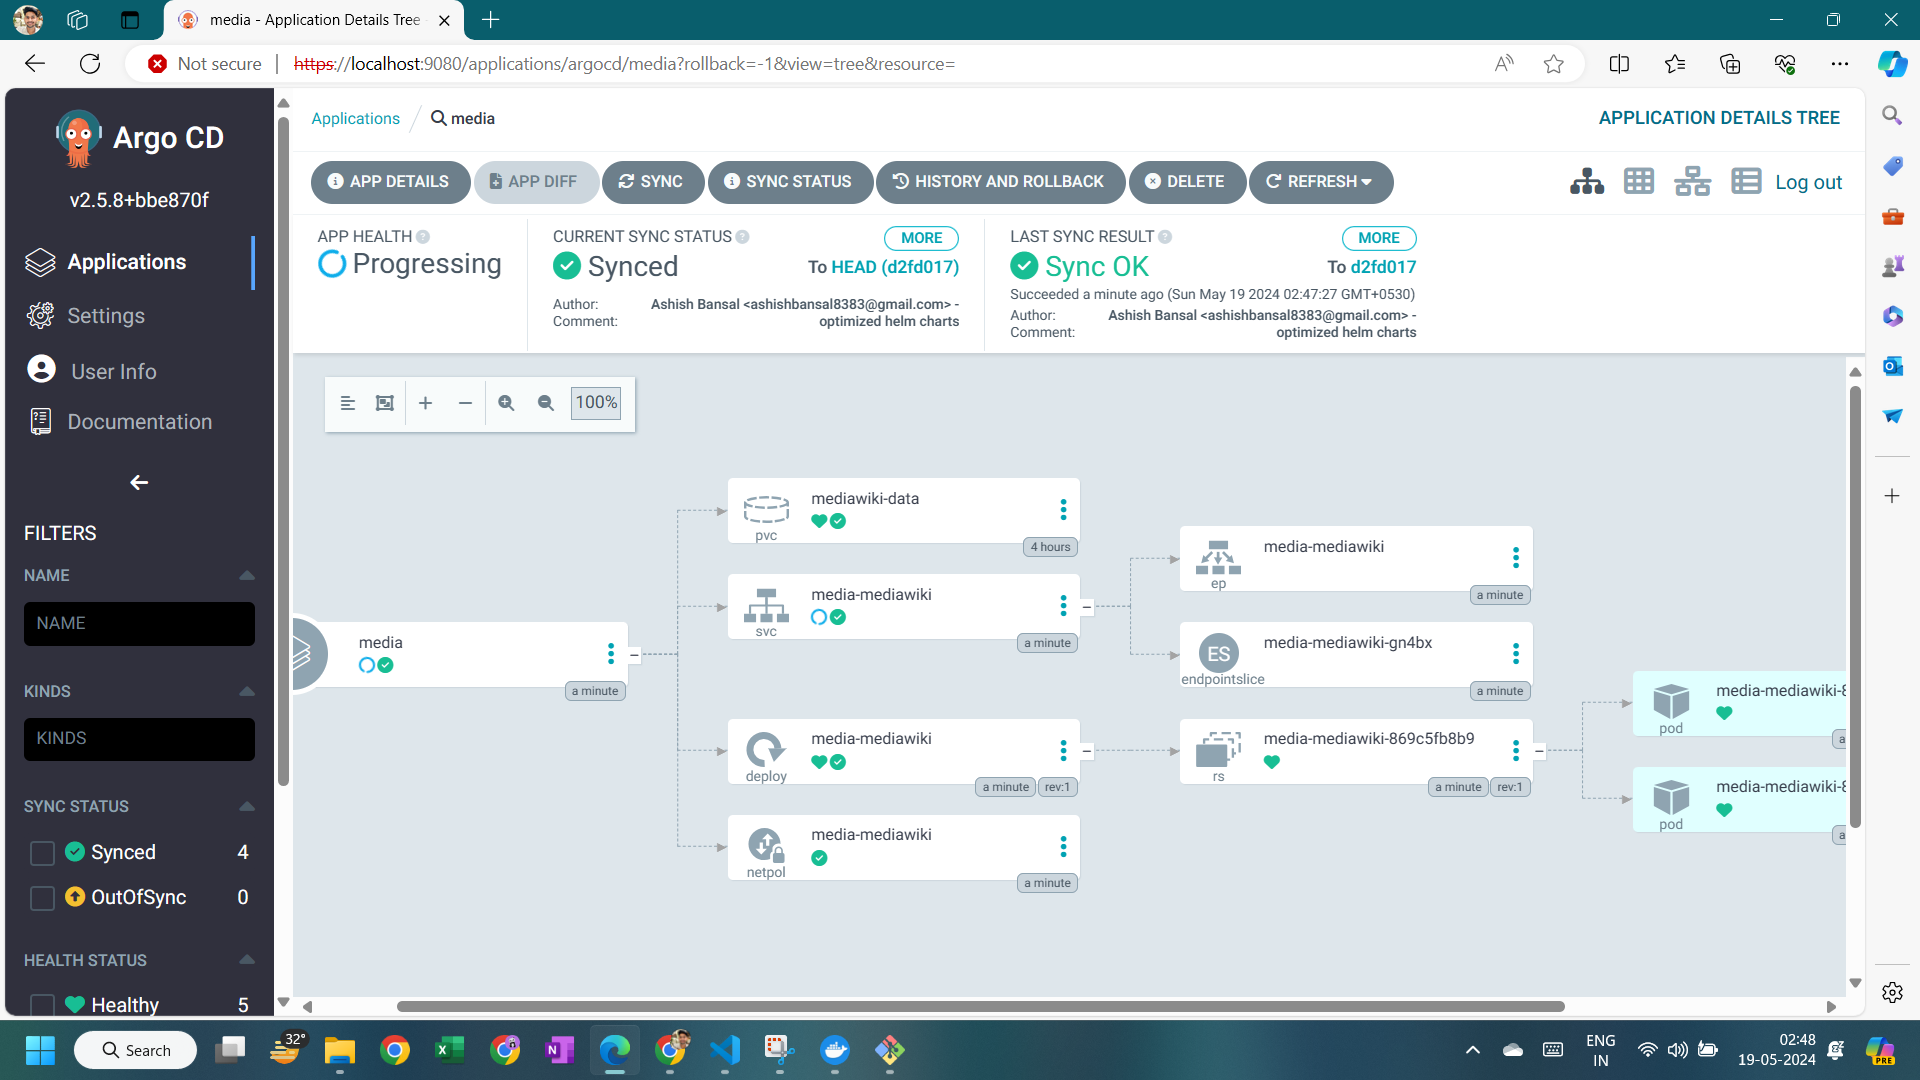 media - Application Details Tree
Not secure
https://localhost:9080/applications/argocd/media?rollback=-1&view=tree&resource=
Argo CD
v2.5.8+bbe870f
Applications
Settings
User Info
Documentation
FILTERS
NAME
NAME
KINDS
KINDS
SYNC STATUS
Synced 4
OutOfSync 0
HEALTH STATUS
Healthy 5
Applications / media
APPLICATION DETAILS TREE
APP DETAILS
APP DIFF
SYNC
SYNC STATUS
HISTORY AND ROLLBACK
DELETE
REFRESH
Log out
APP HEALTH
Progressing
CURRENT SYNC STATUS
MORE
Synced
To HEAD (d2fd017)
Author: Ashish Bansal <ashishbansal8383@gmail.com> -
Comment: optimized helm charts
LAST SYNC RESULT
MORE
Sync OK
To d2fd017
Succeeded a minute ago (Sun May 19 2024 02:47:27 GMT+0530)
Author: Ashish Bansal <ashishbansal8383@gmail.com> -
Comment: optimized helm charts
100%
media
a minute
mediawiki-data
pvc
4 hours
media-mediawiki
svc
a minute
media-mediawiki
deploy
a minute
rev:1
media-mediawiki
netpol
a minute
media-mediawiki
ep
a minute
ES
media-mediawiki-gn4bx
endpointslice
a minute
media-mediawiki-869c5fb8b9
rs
a minute
rev:1
media-mediawiki-8
pod
a
media-mediawiki-8
pod
a
Search
32°
ENG
IN
02:48
19-05-2024
PRE